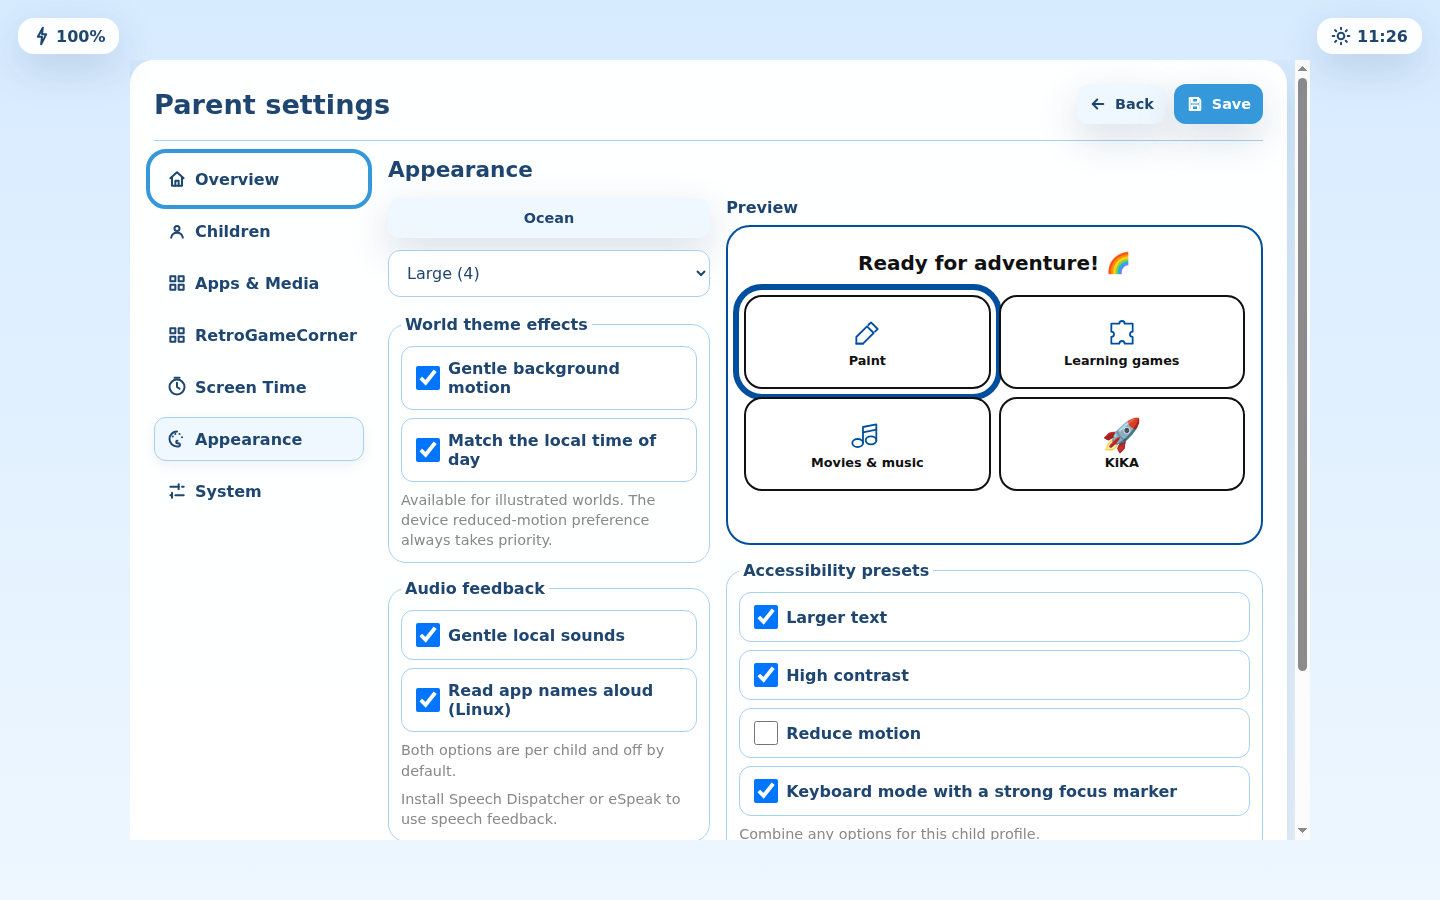 100%
11:26
Parent settings
Back
Save
Overview
Children
Apps & Media
RetroGameCorner
Screen Time
Appearance
System
Appearance
Ocean
Large (4)
World theme effects
Gentle background
motion
Match the local time of
day
Available for illustrated worlds. The
device reduced-motion preference
always takes priority.
Audio feedback
Gentle local sounds
Read app names aloud
(Linux)
Both options are per child and off by
default.
Install Speech Dispatcher or eSpeak to
use speech feedback.
Preview
Ready for adventure! 🌈
Paint
Learning games
Movies & music
KiKA
Accessibility presets
Larger text
High contrast
Reduce motion
Keyboard mode with a strong focus marker
Combine any options for this child profile.